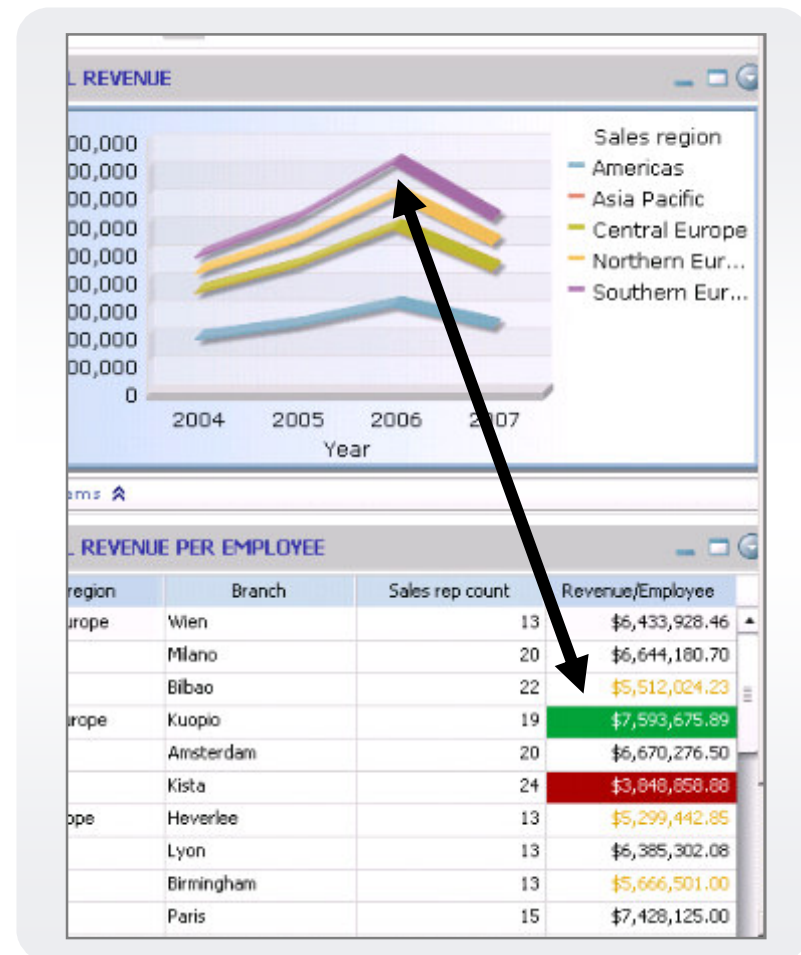 L REVENUE
00,000
00,000
00,000
00,000
00,000
00,000
00,000
00,000
00,000
0
2004 2005 2006 2007
Year
Sales region
Americas
Asia Pacific
Central Europe
Northern Eur...
Southern Eur...
ems
L REVENUE PER EMPLOYEE
region Branch Sales rep count Revenue/Employee
urope Wien 13 $6,433,928.46
Milano 20 $6,644,180.70
Bilbao 22 $5,512,024.23
urope Kuopio 19 $7,593,675.89
Amsterdam 20 $6,670,276.50
Kista 24 $3,848,858.88
ope Heverlee 13 $5,299,442.85
Lyon 13 $6,385,302.08
Birmingham 13 $5,666,501.00
Paris 15 $7,428,125.00